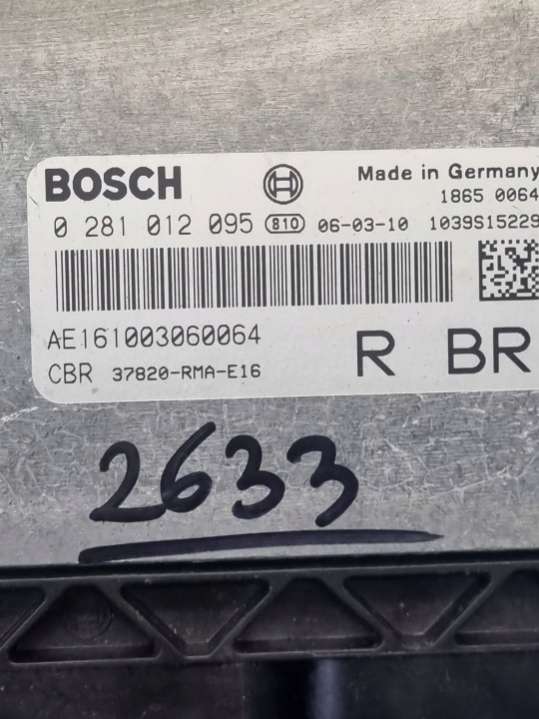 BOSCH
Made in Germany
1865 0064
0 281 012 095 810 06-03-10 1039S15229
AE161003060064
CBR 37820-RMA-E16
R BR
2633